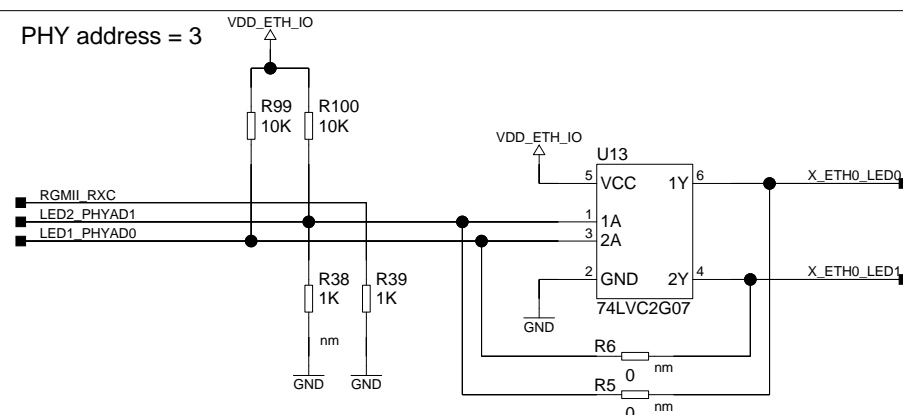 PHY address = 3
VDD_ETH_IO
R99
10K
R100
10K
VDD_ETH_IO
U13
5
VCC
1Y
6
X_ETH0_LED0
RGMII_RXC
LED2_PHYAD1
1
1A
LED1_PHYAD0
3
2A
R38
1K
R39
1K
2
GND
2Y
4
X_ETH0_LED1
74LVC2G07
GND
nm
R6
0
nm
GND
GND
R5
0
nm